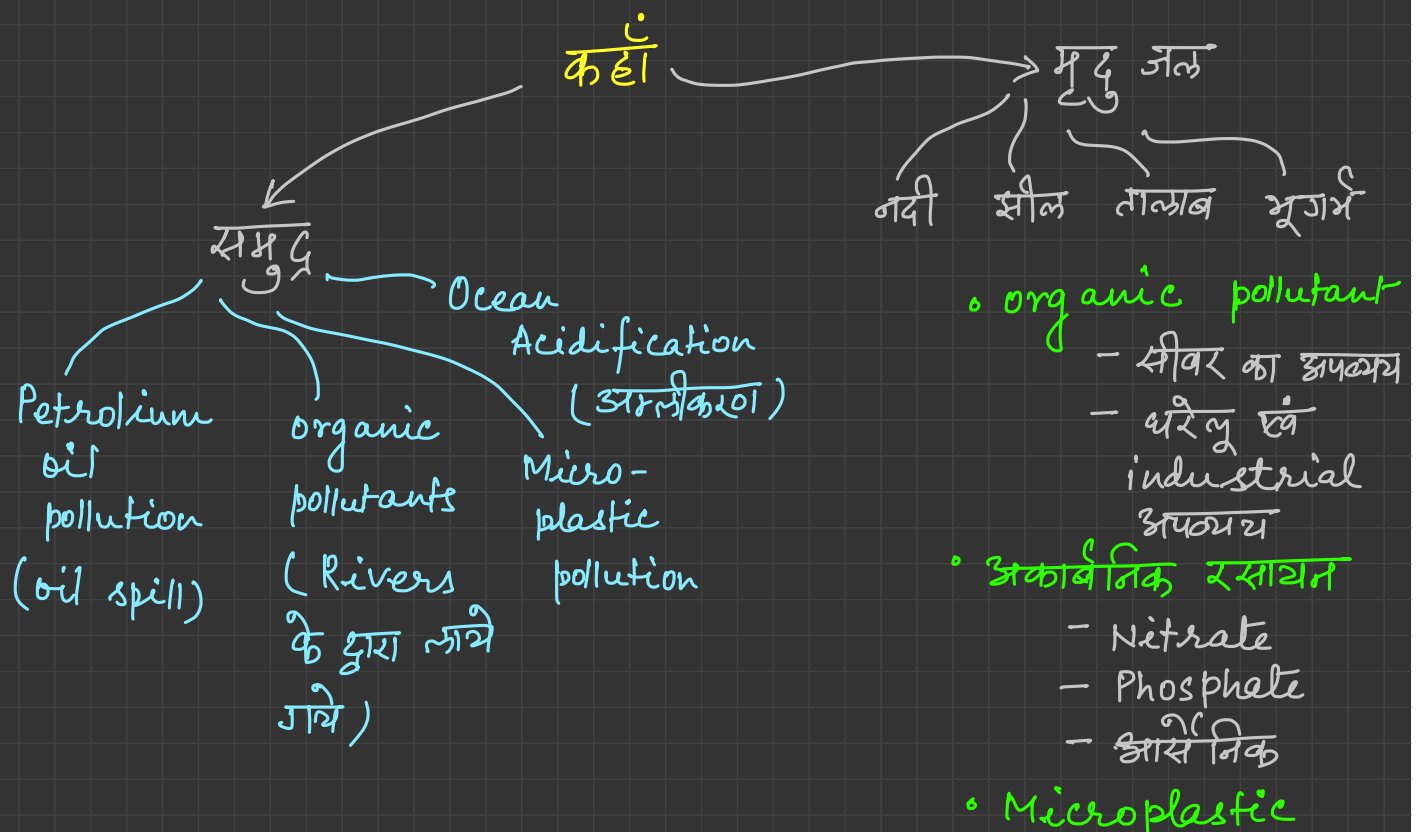 कहाँ
मृदु जल
नदी झील तालाब भूगर्भ
समुद्र
Ocean
Acidification
(अम्लीकरण)
Petrolium
oil
pollution
(oil spill)
organic
pollutants
(Rivers
के द्वारा लाये
गये)
Micro-
plastic
pollution
• organic pollutant
- सीवर का अपव्यय
- घरेलू एवं
industrial
अपव्यय
• अकार्बनिक रसायन
- Nitrate
- Phosphate
- आर्सेनिक
• Microplastic